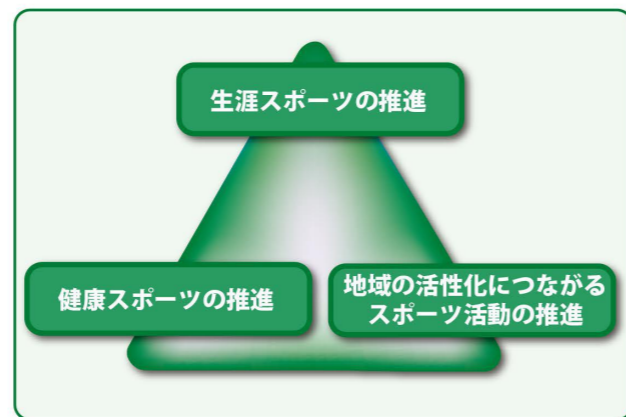 生涯スポーツの推進
健康スポーツの推進
地域の活性化につながる
スポーツ活動の推進